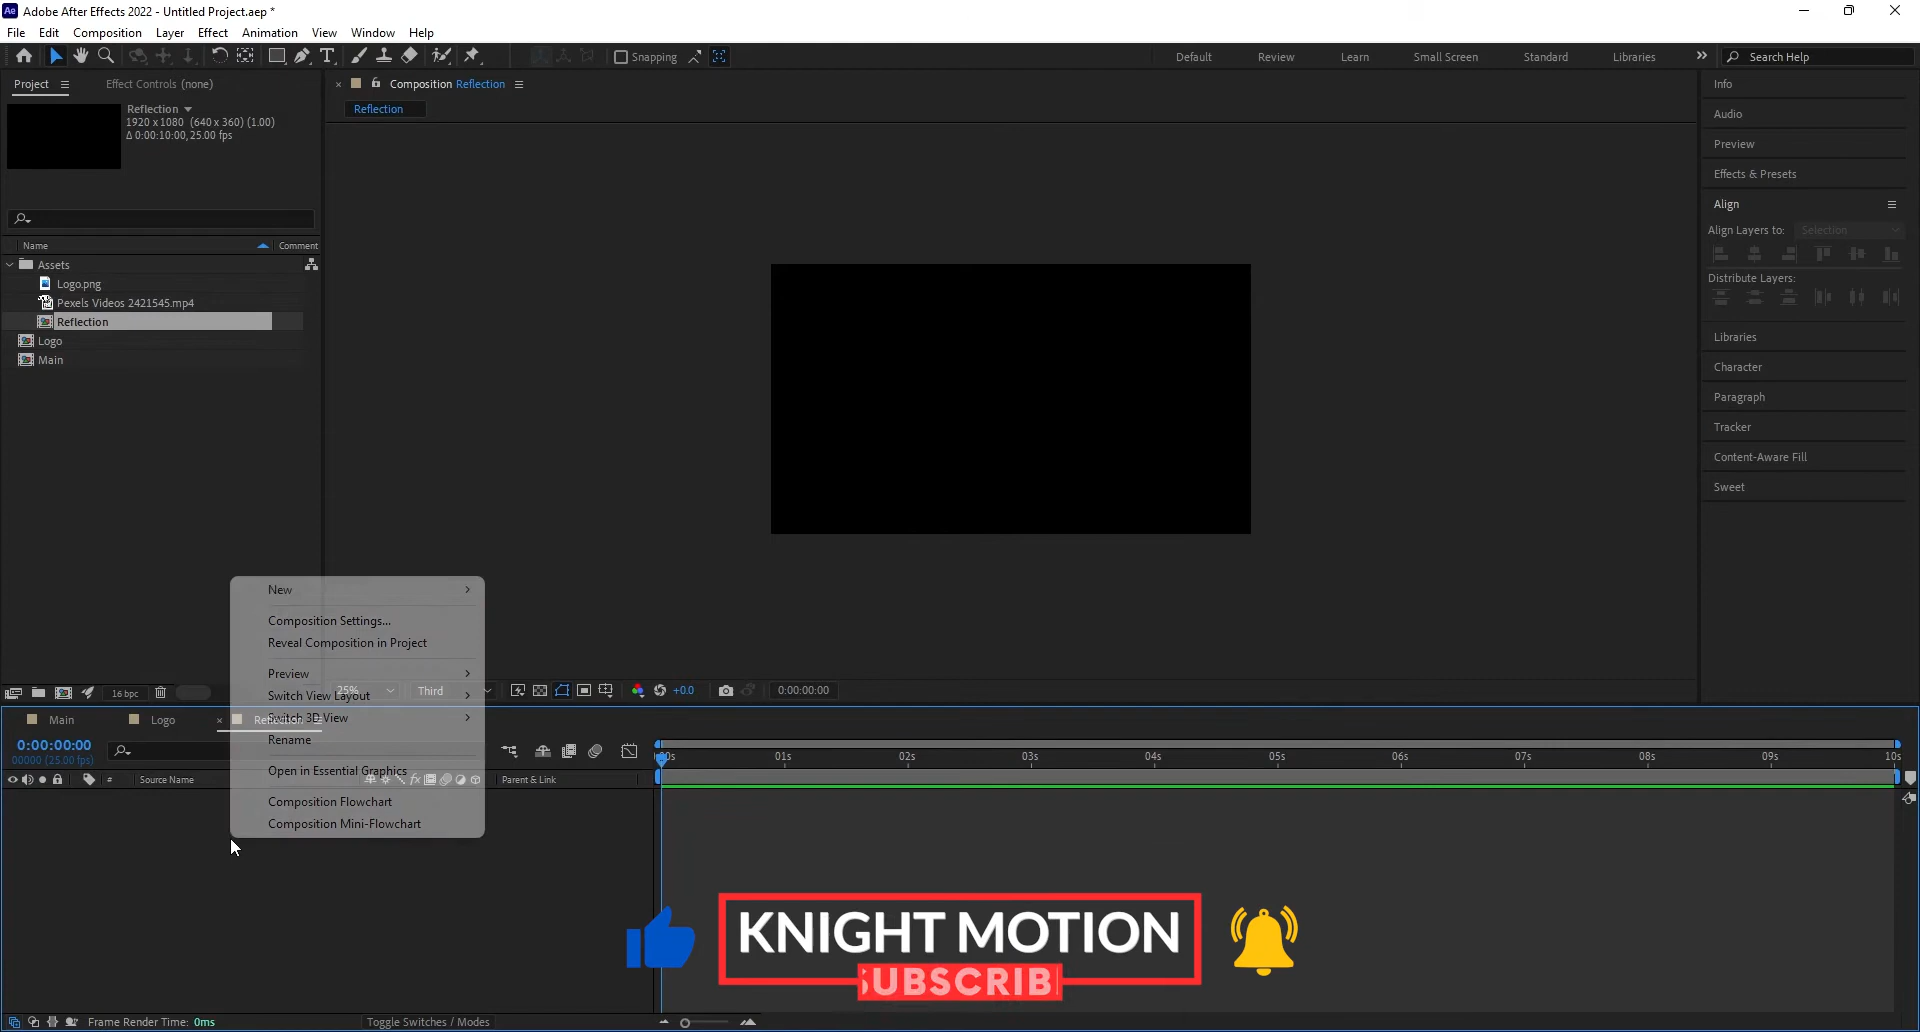 Adobe After Effects 2022 - Untitled Project.aep *
File Edit Composition Layer Effect Animation View Window Help
Snapping Default Review Learn Small Screen Standard Libraries Search Help
Project Effect Controls (none)
Composition Reflection
Reflection
Reflection
1920 x 1080 (640 x 360) (1.00)
Δ 0:00:10:00, 25.00 fps
Name Comment
Assets
Logo.png
Pexels Videos 2421545.mp4
Reflection
Logo
Main
Info
Audio
Preview
Effects & Presets
Align
Align Layers to: Selection
Distribute Layers:
Libraries
Character
Paragraph
Tracker
Content-Aware Fill
Sweet
New
Composition Settings...
Reveal Composition in Project
Preview
Switch View Layout
Switch 3D View
Rename
Open in Essential Graphics
Composition Flowchart
Composition Mini-Flowchart
16 bpc
25% Third +0.0 0:00:00:00
Main Logo Reflection
0:00:00:00
00000 (25.00 fps)
# Source Name fx Parent & Link
00s 01s 02s 03s 04s 05s 06s 07s 08s 09s 10s
KNIGHT MOTION
SUBSCRIB
Frame Render Time: 0ms Toggle Switches / Modes